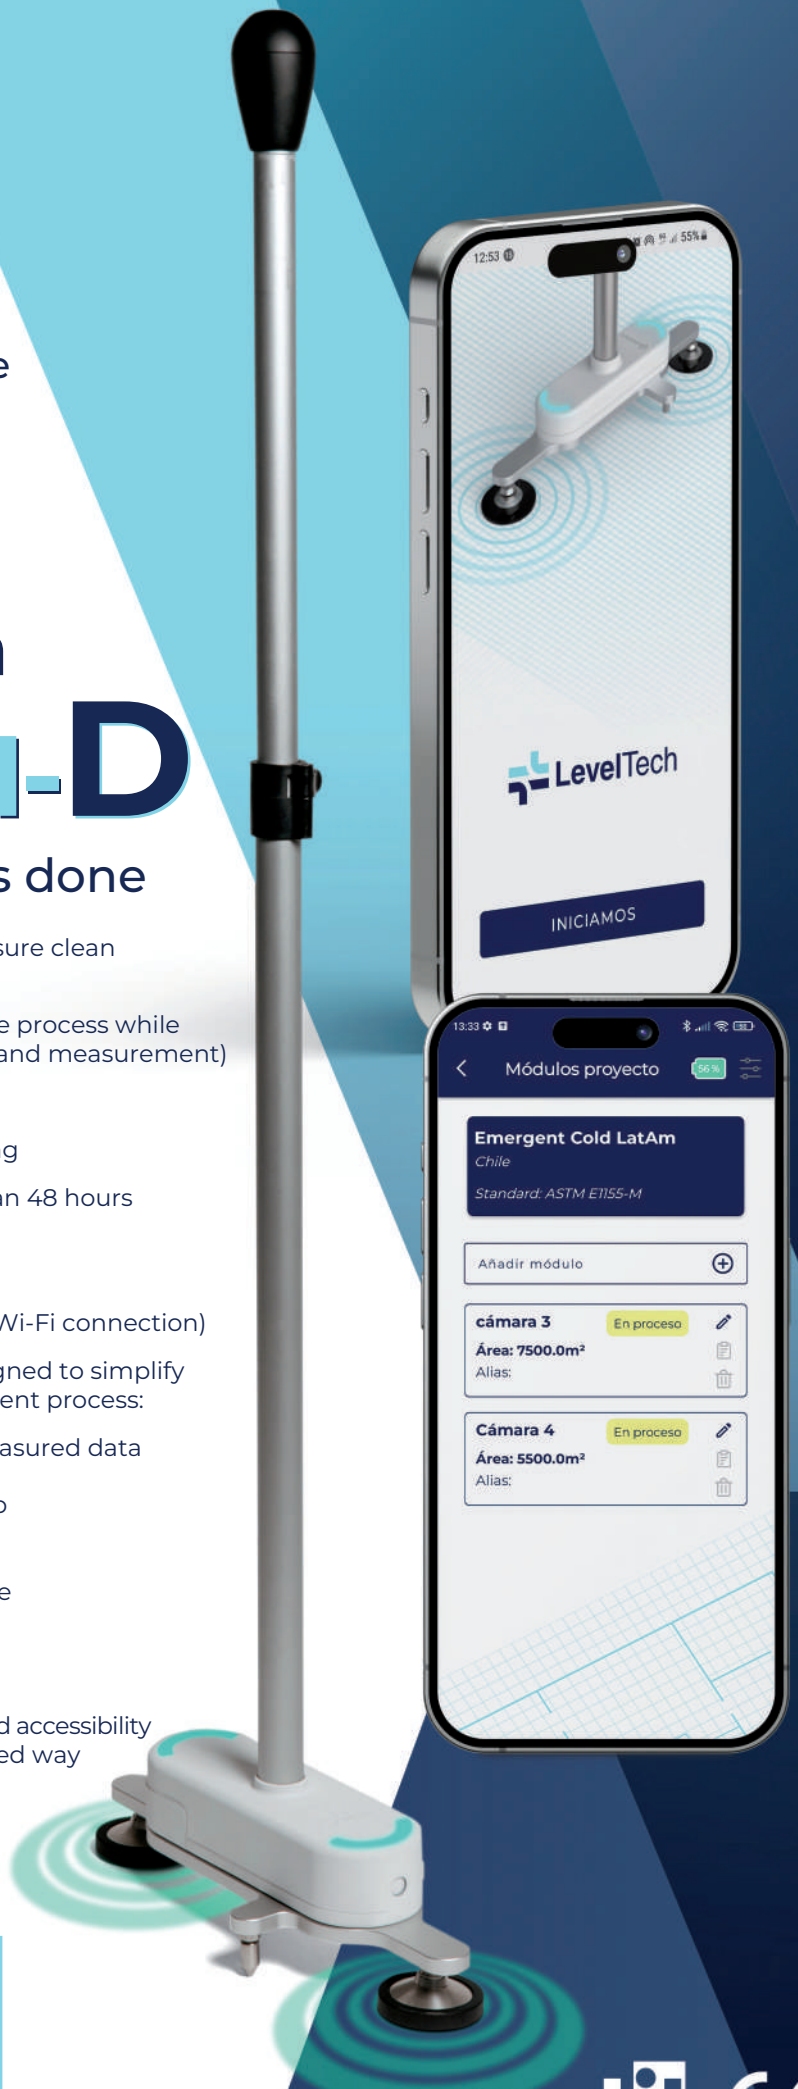 e
-D
s done
sure clean
e process while
and measurement)
g
an 48 hours
Wi-Fi connection)
gned to simplify
ent process:
asured data
o
e
d accessibility
ed way
12:53
55%
LevelTech
INICIAMOS
13:33
Módulos proyecto
56%
Emergent Cold LatAm
Chile
Standard: ASTM E1155-M
Añadir módulo
cámara 3
En proceso
Área: 7500.0m²
Alias:
Cámara 4
En proceso
Área: 5500.0m²
Alias: